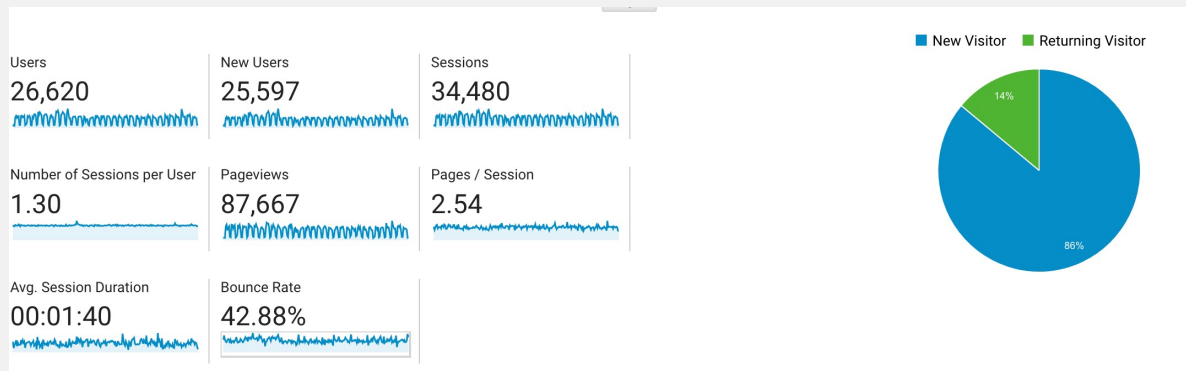 New Visitor Returning Visitor
Users New Users Sessions
26,620 25,597 34,480
14%
Number of Sessions per User Pageviews Pages / Session
1.30 87,667 2.54
86%
Avg. Session Duration Bounce Rate
00:01:40 42.88%